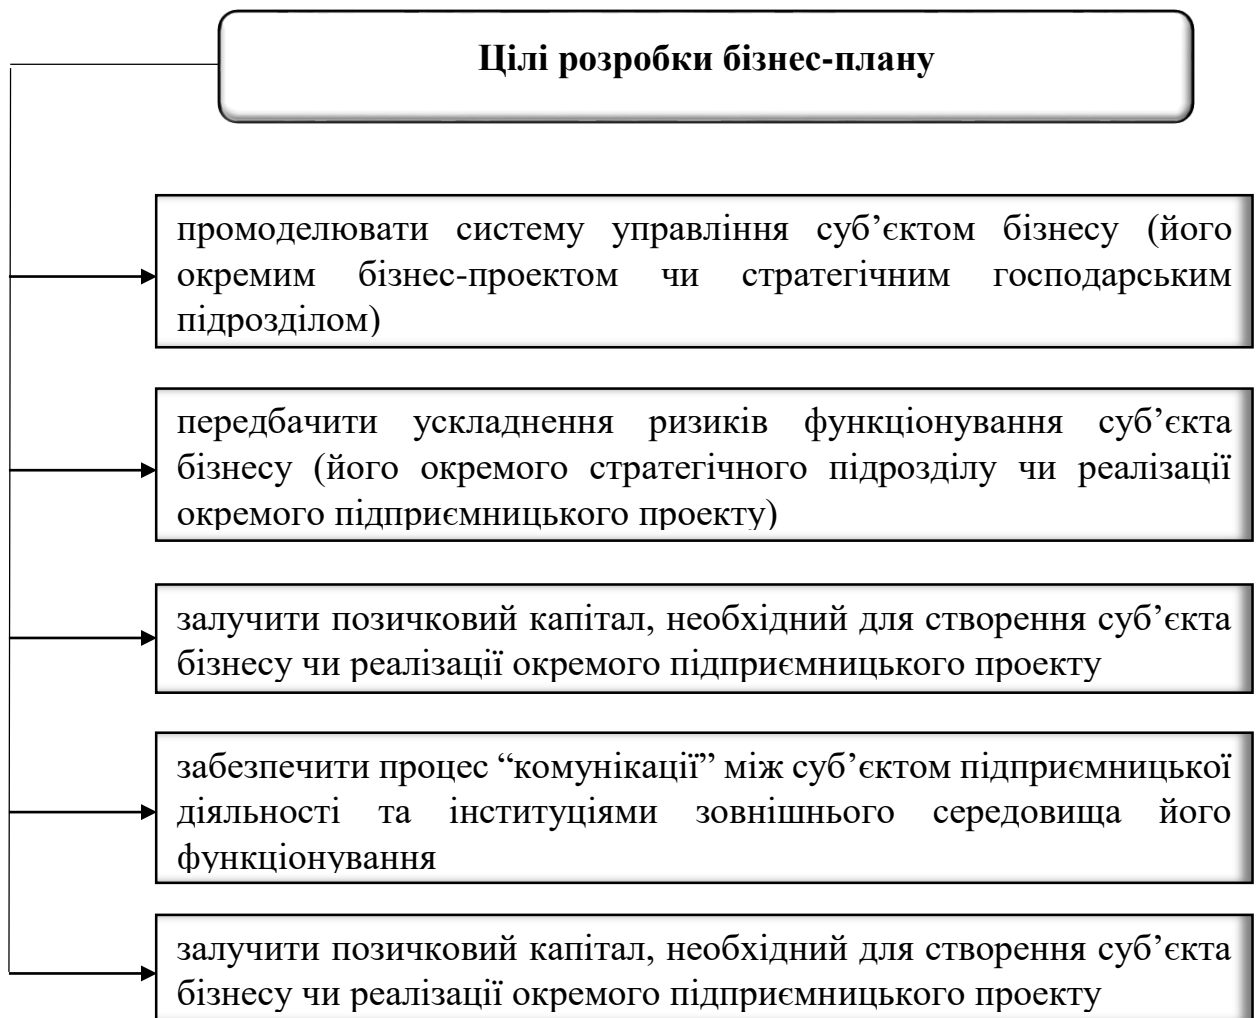 Цілі розробки бізнес-плану
промоделювати систему управління суб’єктом бізнесу (його
окремим бізнес-проектом чи стратегічним господарським
підрозділом)
передбачити ускладнення ризиків функціонування суб’єкта
бізнесу (його окремого стратегічного підрозділу чи реалізації
окремого підприємницького проекту)
залучити позичковий капітал, необхідний для створення суб’єкта
бізнесу чи реалізації окремого підприємницького проекту
забезпечити процес “комунікації” між суб’єктом підприємницької
діяльності та інституціями зовнішнього середовища його
функціонування
залучити позичковий капітал, необхідний для створення суб’єкта
бізнесу чи реалізації окремого підприємницького проекту